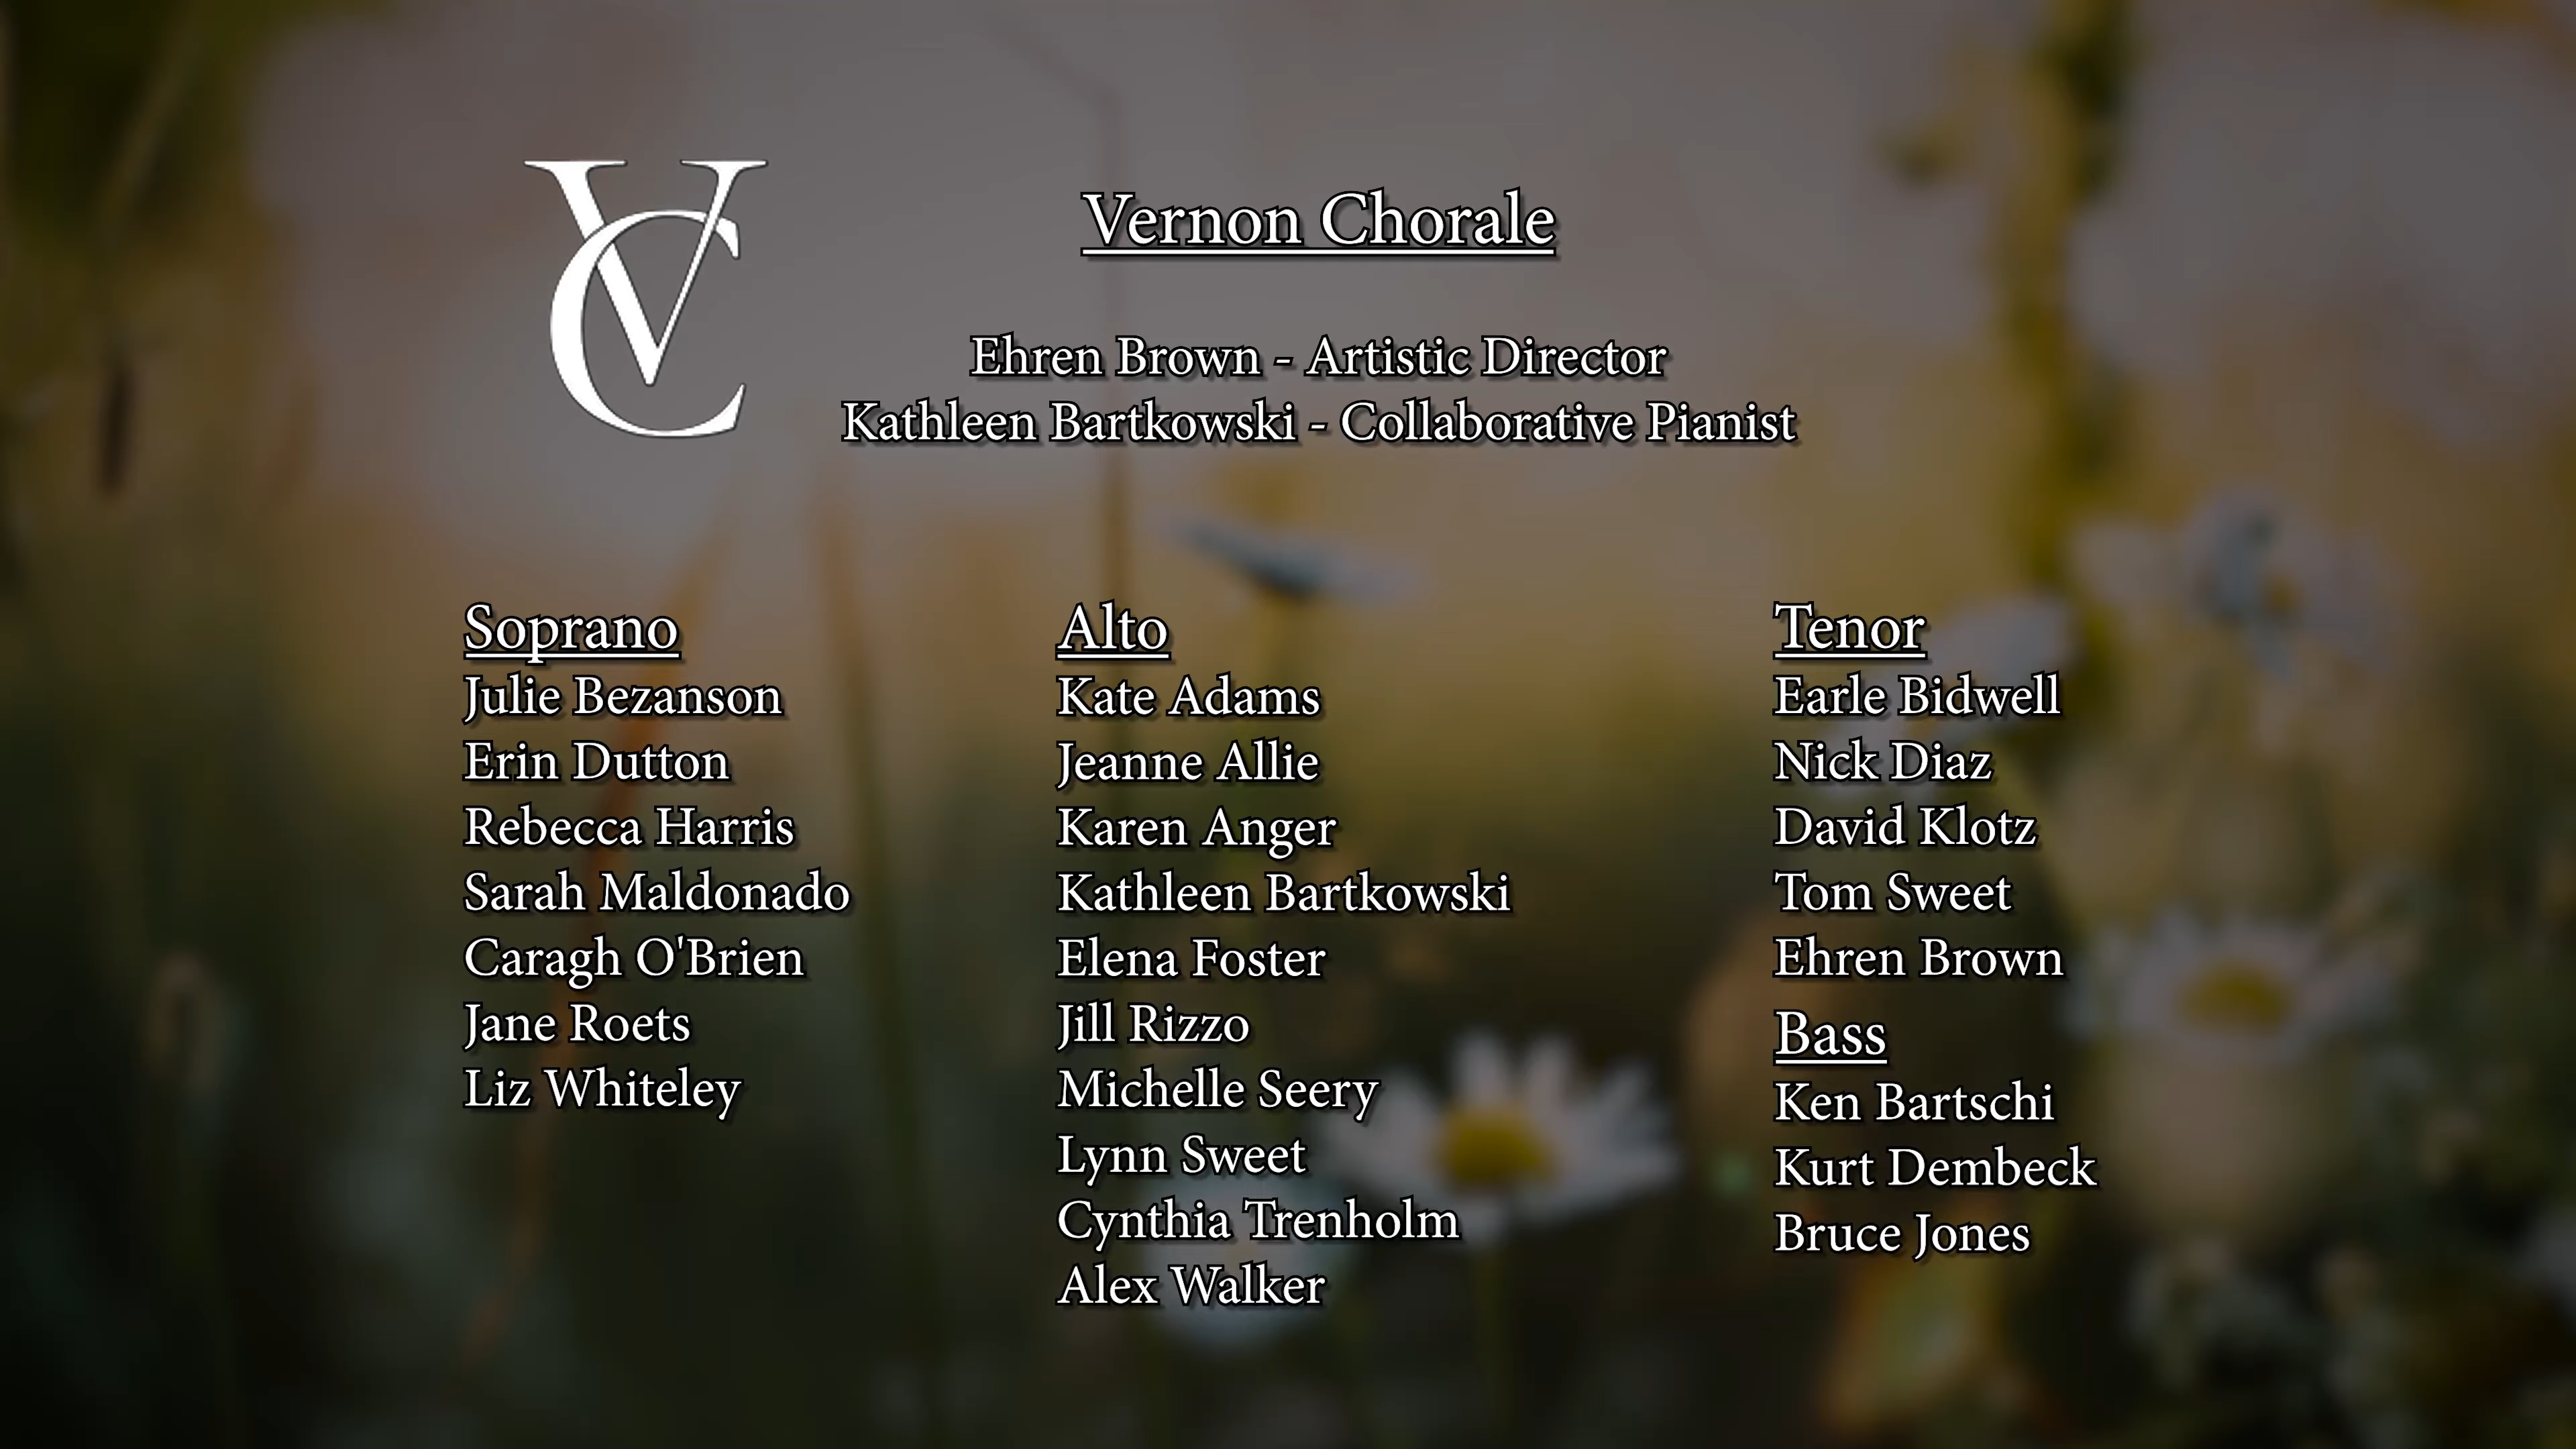 VC
Vernon Chorale
Ehren Brown - Artistic Director
Kathleen Bartkowski - Collaborative Pianist
Soprano
Julie Bezanson
Erin Dutton
Rebecca Harris
Sarah Maldonado
Caragh O'Brien
Jane Roets
Liz Whiteley
Alto
Kate Adams
Jeanne Allie
Karen Anger
Kathleen Bartkowski
Elena Foster
Jill Rizzo
Michelle Seery
Lynn Sweet
Cynthia Trenholm
Alex Walker
Tenor
Earle Bidwell
Nick Diaz
David Klotz
Tom Sweet
Ehren Brown
Bass
Ken Bartschi
Kurt Dembeck
Bruce Jones